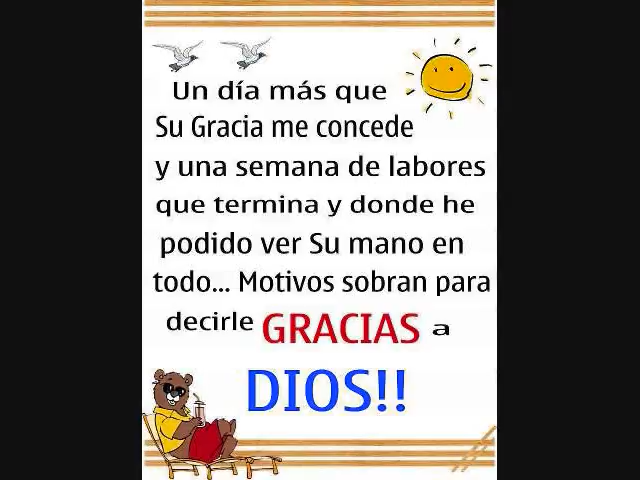 Un día más que
Su Gracia me concede
y una semana de labores
que termina y donde he
podido ver Su mano en
todo... Motivos sobran para
decirle GRACIAS a
DIOS!!